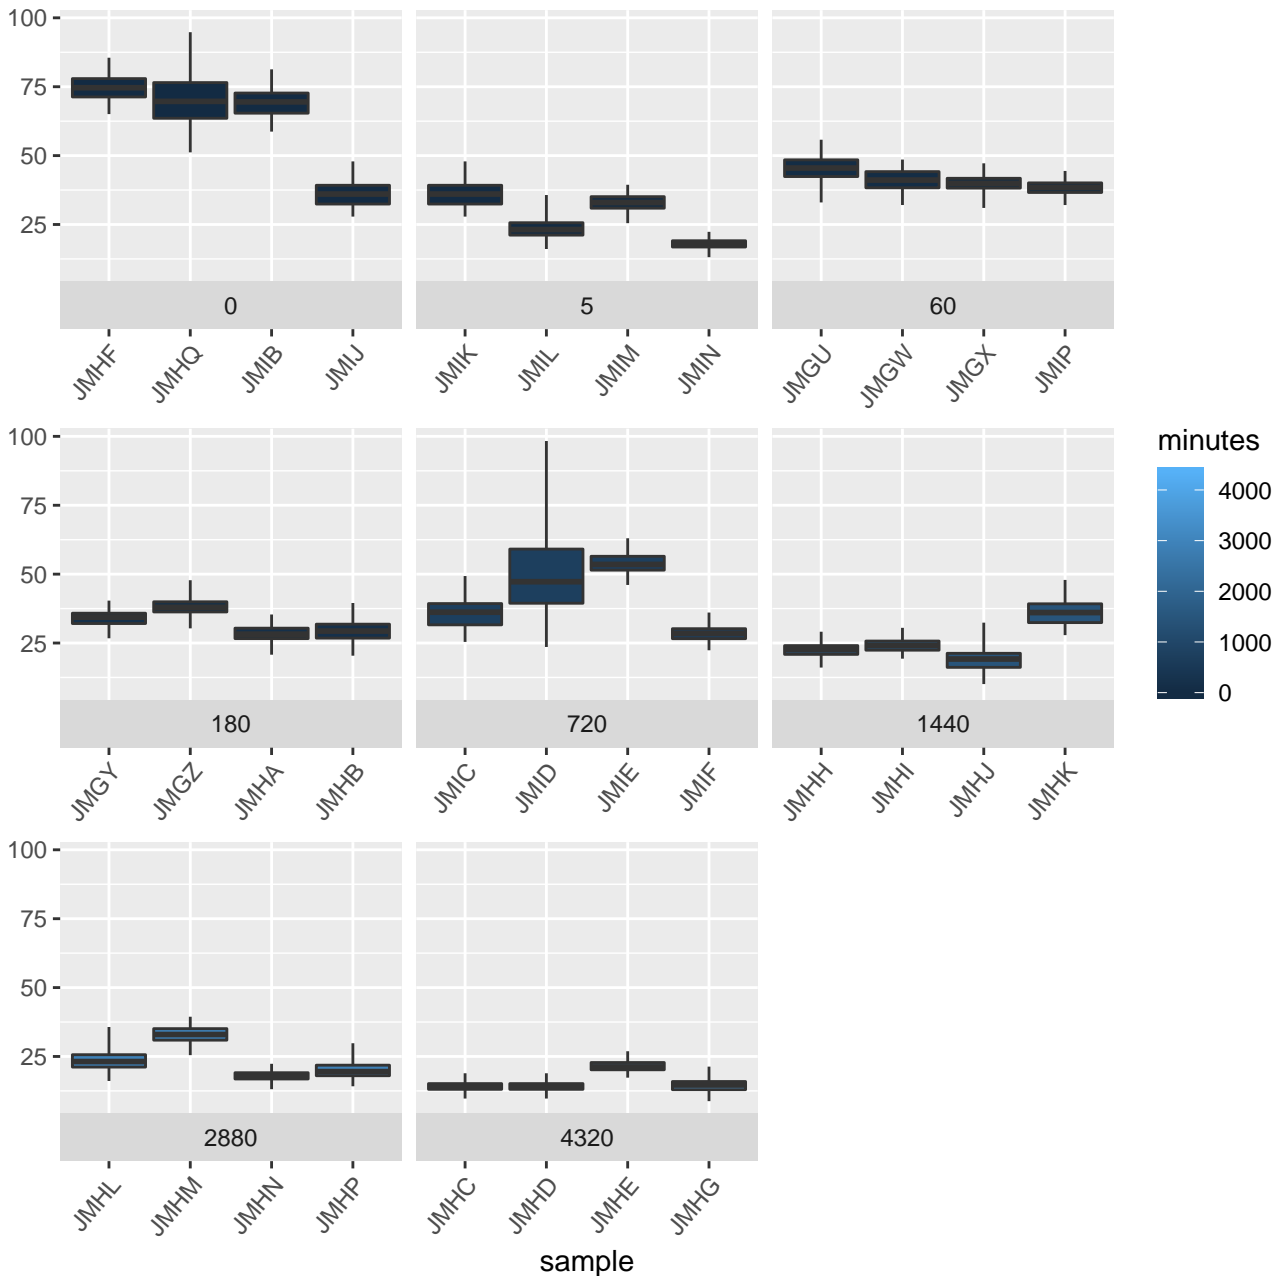 100
75
50
25
0
5
60
JMHF
JMHQ
JMIB
JMIJ
JMIK
JMIL
JMIM
JMIN
JMGU
JMGW
JMGX
JMIP
100
75
50
25
180
720
1440
JMGY
JMGZ
JMHA
JMHB
JMIC
JMID
JMIE
JMIF
JMHH
JMHI
JMHJ
JMHK
minutes
4000
3000
2000
1000
0
100
75
50
25
2880
4320
JMHL
JMHM
JMHN
JMHP
JMHC
JMHD
JMHE
JMHG
sample